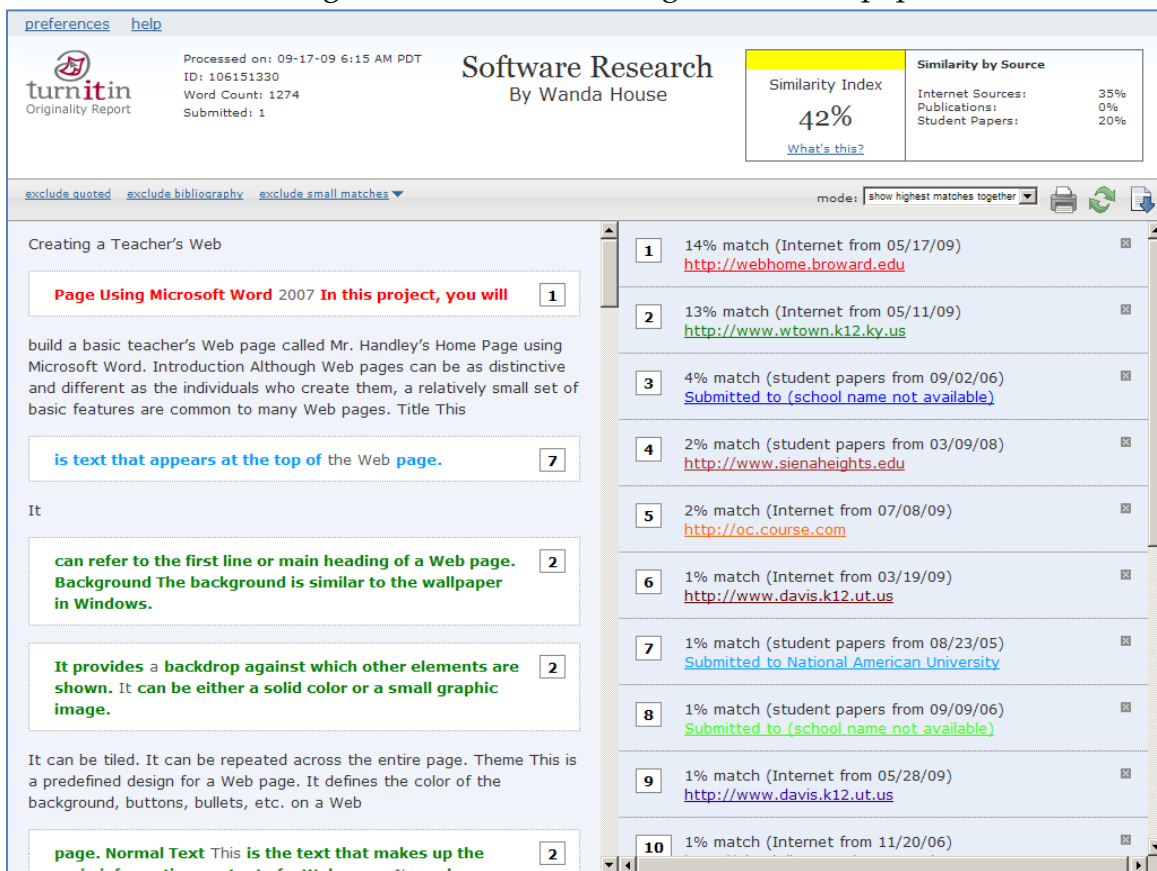 preferences help
turnitin
Originality Report
Processed on: 09-17-09 6:15 AM PDT
ID: 106151330
Word Count: 1274
Submitted: 1
Software Research
By Wanda House
Similarity Index
42%
What's this?
Similarity by Source
Internet Sources: 35%
Publications: 0%
Student Papers: 20%
exclude quoted exclude bibliography exclude small matches
mode: show highest matches together
Creating a Teacher's Web
Page Using Microsoft Word 2007 In this project, you will 1
build a basic teacher's Web page called Mr. Handley's Home Page using
Microsoft Word. Introduction Although Web pages can be as distinctive
and different as the individuals who create them, a relatively small set of
basic features are common to many Web pages. Title This
is text that appears at the top of the Web page. 7
It
can refer to the first line or main heading of a Web page. 2
Background The background is similar to the wallpaper
in Windows.
It provides a backdrop against which other elements are 2
shown. It can be either a solid color or a small graphic
image.
It can be tiled. It can be repeated across the entire page. Theme This is
a predefined design for a Web page. It defines the color of the
background, buttons, bullets, etc. on a Web
page. Normal Text This is the text that makes up the 2
1 14% match (Internet from 05/17/09)
http://webhome.broward.edu
2 13% match (Internet from 05/11/09)
http://www.wtown.k12.ky.us
3 4% match (student papers from 09/02/06)
Submitted to (school name not available)
4 2% match (student papers from 03/09/08)
http://www.sienaheights.edu
5 2% match (Internet from 07/08/09)
http://oc.course.com
6 1% match (Internet from 03/19/09)
http://www.davis.k12.ut.us
7 1% match (student papers from 08/23/05)
Submitted to National American University
8 1% match (student papers from 09/09/06)
Submitted to (school name not available)
9 1% match (Internet from 05/28/09)
http://www.davis.k12.ut.us
10 1% match (Internet from 11/20/06)